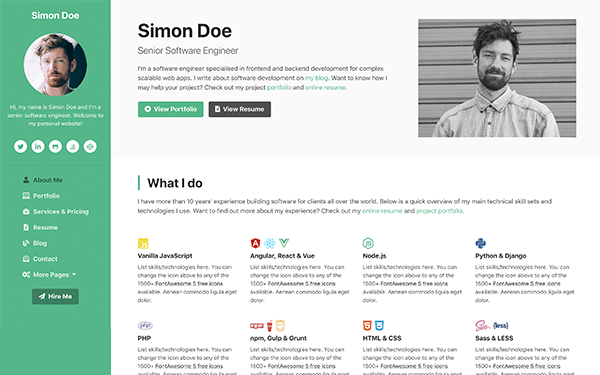 Simon Doe
Hi, my name is Simon Doe and I'm a
senior software engineer. Welcome to
my personal website!
About Me
Portfolio
Services & Pricing
Resume
Blog
Contact
More Pages
Hire Me
Simon Doe
Senior Software Engineer
I'm a software engineer specialised in frontend and backend development for complex
scalable web apps. I write about software development on my blog. Want to know how I
may help your project? Check out my project portfolio and online resume.
View Portfolio
View Resume
What I do
I have more than 10 years' experience building software for clients all over the world. Below is a quick overview of my main technical skill sets and
technologies I use. Want to find out more about my experience? Check out my online resume and project portfolio.
Vanilla JavaScript
List skills/technologies here. You can
change the icon above to any of the
1500+ FontAwesome 5 free icons
available. Aenean commodo ligula eget
dolor.
Angular, React & Vue
List skills/technologies here. You can
change the icon above to any of the
1500+ FontAwesome 5 free icons
available. Aenean commodo ligula eget
dolor.
Node.js
List skills/technologies here. You can
change the icon above to any of the
1500+ FontAwesome 5 free icons
available. Aenean commodo ligula eget
dolor.
Python & Django
List skills/technologies here. You can
change the icon above to any of the
1500+ FontAwesome 5 free icons
available. Aenean commodo ligula eget
dolor.
php
PHP
List skills/technologies here. You can
change the icon above to any of the
1500+ FontAwesome 5 free icons
npm
npm, Gulp & Grunt
List skills/technologies here. You can
change the icon above to any of the
1500+ FontAwesome 5 free icons
HTML & CSS
List skills/technologies here. You can
change the icon above to any of the
1500+ FontAwesome 5 free icons
Sass {less}
Sass & LESS
List skills/technologies here. You can
change the icon above to any of the
1500+ FontAwesome 5 free icons